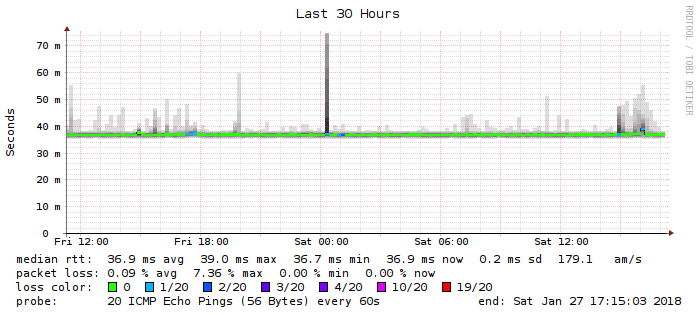 Last 30 Hours
RRDTOOL / TOBI OETIKER
Seconds
70 m
60 m
50 m
40 m
30 m
20 m
10 m
0
Fri 12:00 Fri 18:00 Sat 00:00 Sat 06:00 Sat 12:00
median rtt: 36.9 ms avg 39.0 ms max 36.7 ms min 36.9 ms now 0.2 ms sd 179.1 am/s
packet loss: 0.09 % avg 7.36 % max 0.00 % min 0.00 % now
loss color: 0 1/20 2/20 3/20 4/20 10/20 19/20
probe: 20 ICMP Echo Pings (56 Bytes) every 60s end: Sat Jan 27 17:15:03 2018